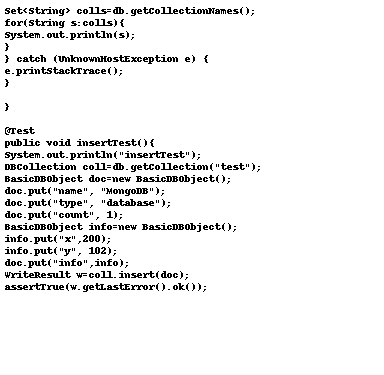 Set<String> colls=db.getCollectionNames();
for(String s:colls){
System.out.println(s);
}
} catch (UnknownHostException e) {
e.printStackTrace();
}
}
@Test
public void insertTest(){
System.out.println("insertTest");
DBCollection coll=db.getCollection("test");
BasicDBObject doc=new BasicDBObject();
doc.put("name", "MongoDB");
doc.put("type", "database");
doc.put("count", 1);
BasicDBObject info=new BasicDBObject();
info.put("x",200);
info.put("y", 102);
doc.put("info",info);
WriteResult w=coll.insert(doc);
assertTrue(w.getLastError().ok());